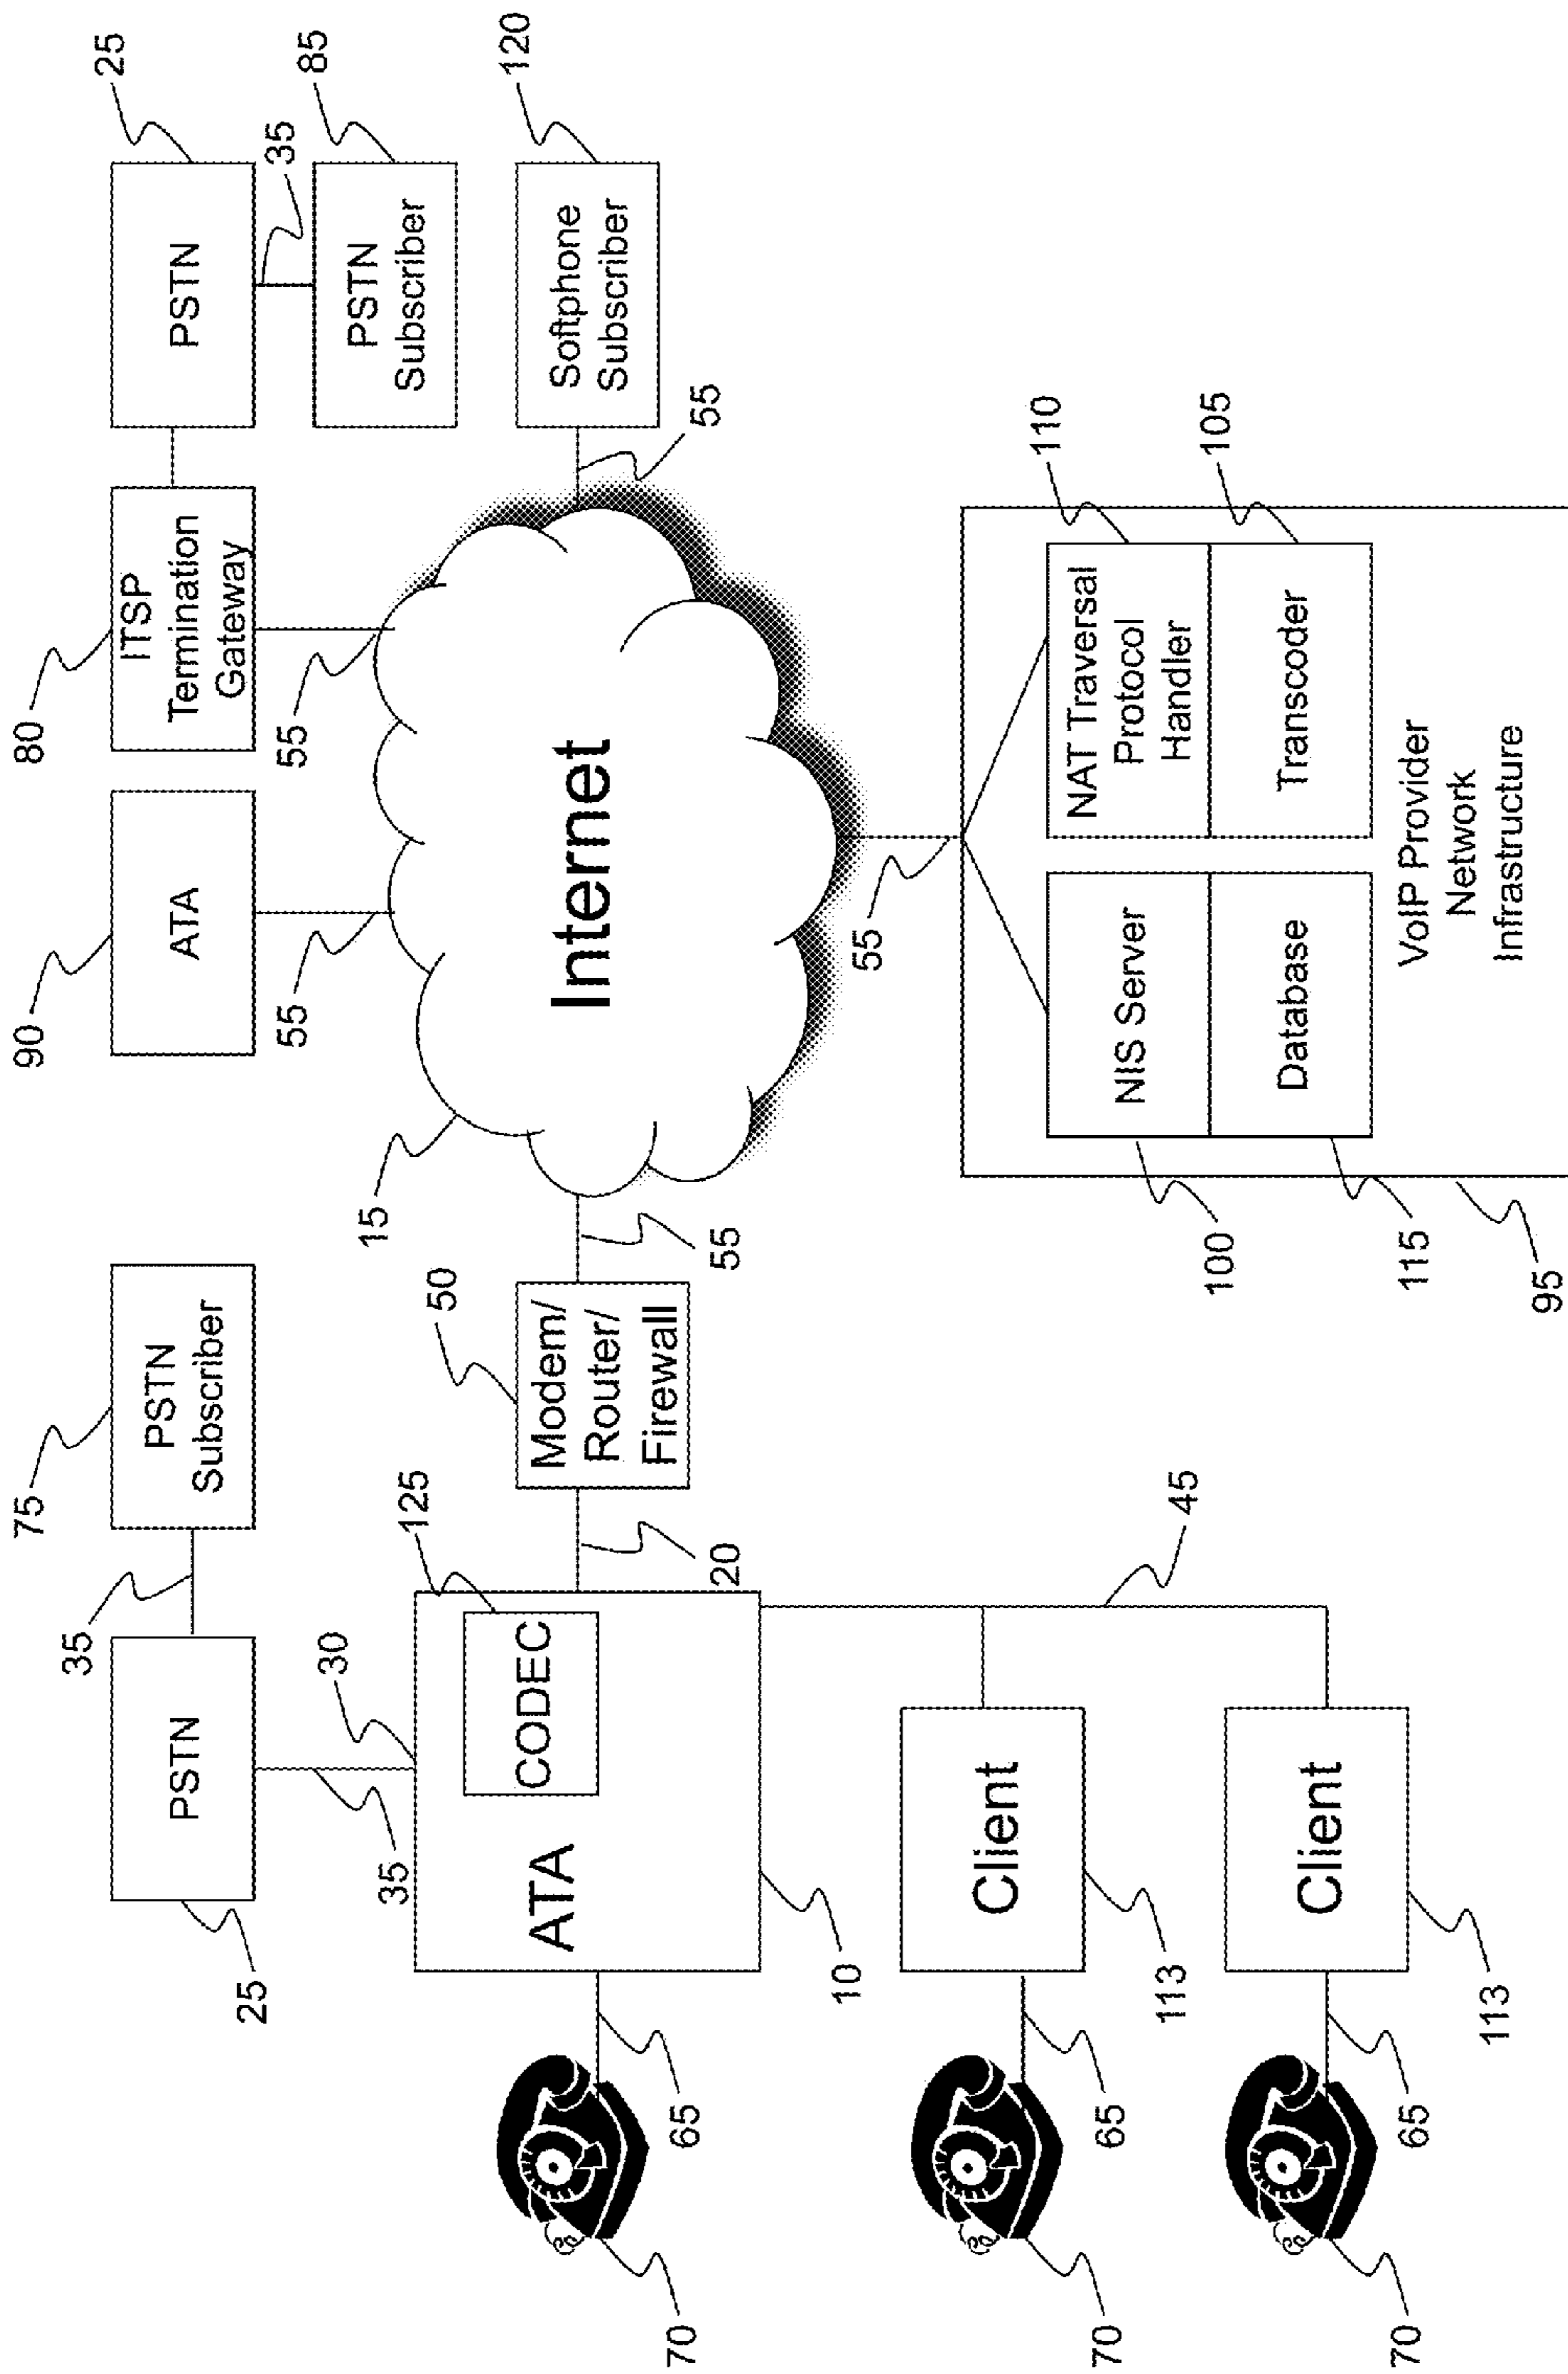 75
PSTN
Subscriber
35
PSTN
25
35
30
125
CODEC
ATA
10
20
50
Modem/
Router/
Firewall
55
15
Internet
90
ATA
55
80
ITSP
Termination
Gateway
55
PSTN
25
35
PSTN
Subscriber
85
Softphone
Subscriber
120
55
65
70
Client
113
65
70
Client
113
65
70
45
55
NIS Server
100
Database
115
NAT Traversal
Protocol
Handler
110
Transcoder
105
VoIP Provider
Network
Infrastructure
95